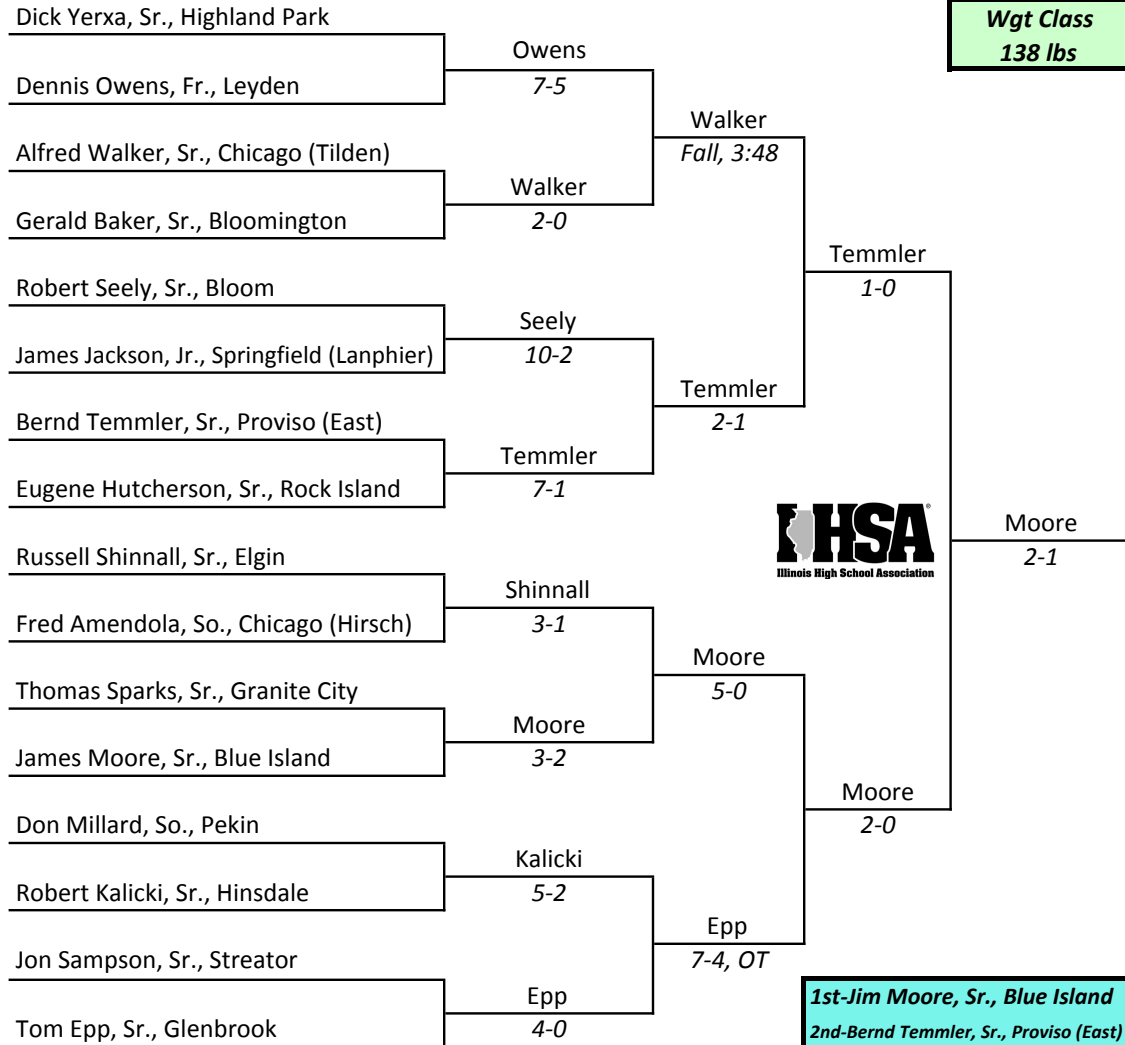 Dick Yerxa, Sr., Highland Park
Wgt Class
138 lbs
Owens
7-5
Dennis Owens, Fr., Leyden
Walker
Fall, 3:48
Alfred Walker, Sr., Chicago (Tilden)
Walker
2-0
Gerald Baker, Sr., Bloomington
Temmler
1-0
Robert Seely, Sr., Bloom
Seely
10-2
James Jackson, Jr., Springfield (Lanphier)
Temmler
2-1
Bernd Temmler, Sr., Proviso (East)
Temmler
7-1
Eugene Hutcherson, Sr., Rock Island
IHSA®
Illinois High School Association
Moore
2-1
Russell Shinnall, Sr., Elgin
Shinnall
3-1
Fred Amendola, So., Chicago (Hirsch)
Moore
5-0
Thomas Sparks, Sr., Granite City
Moore
3-2
James Moore, Sr., Blue Island
Moore
2-0
Don Millard, So., Pekin
Kalicki
5-2
Robert Kalicki, Sr., Hinsdale
Epp
7-4, OT
Jon Sampson, Sr., Streator
Epp
4-0
Tom Epp, Sr., Glenbrook
1st-Jim Moore, Sr., Blue Island
2nd-Bernd Temmler, Sr., Proviso (East)